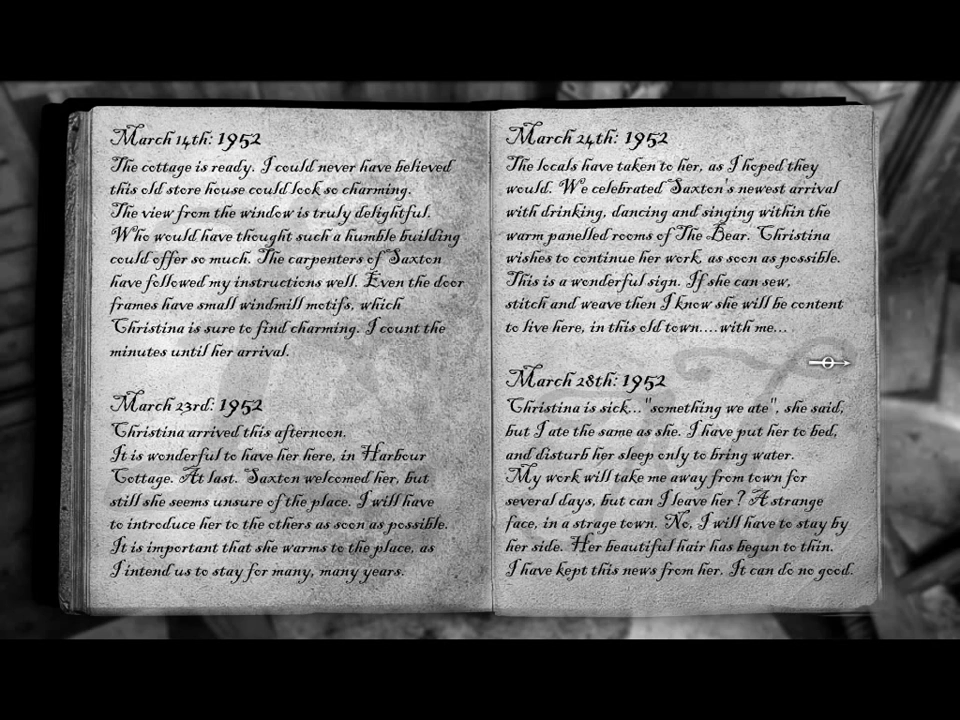 March 14th: 1952
The cottage is ready. I could never have believed
this old store house could look so charming.
The view from the window is truly delightful.
Who would have thought such a humble building
could offer so much. The carpenters of Saxton
have followed my instructions well. Even the door
frames have small windmill motifs, which
Christina is sure to find charming. I count the
minutes until her arrival.
March 23rd: 1952
Christina arrived this afternoon.
It is wonderful to have her here, in Harbour
Cottage. At last. Saxton welcomed her, but
still she seems unsure of the place. I will have
to introduce her to the others as soon as possible.
It is important that she warms to the place, as
I intend us to stay for many, many years.
March 24th: 1952
The locals have taken to her, as I hoped they
would. We celebrated Saxton's newest arrival
with drinking, dancing and singing within the
warm panelled rooms of The Bear. Christina
wishes to continue her work, as soon as possible.
This is a wonderful sign. If she can sew,
stitch and weave then I know she will be content
to live here, in this old town....with me...
March 28th: 1952
Christina is sick..."something we ate", she said,
but I ate the same as she. I have put her to bed,
and disturb her sleep only to bring water.
My work will take me away from town for
several days, but can I leave her? A strange
face, in a strage town. No, I will have to stay by
her side. Her beautiful hair has begun to thin.
I have kept this news from her. It can do no good.